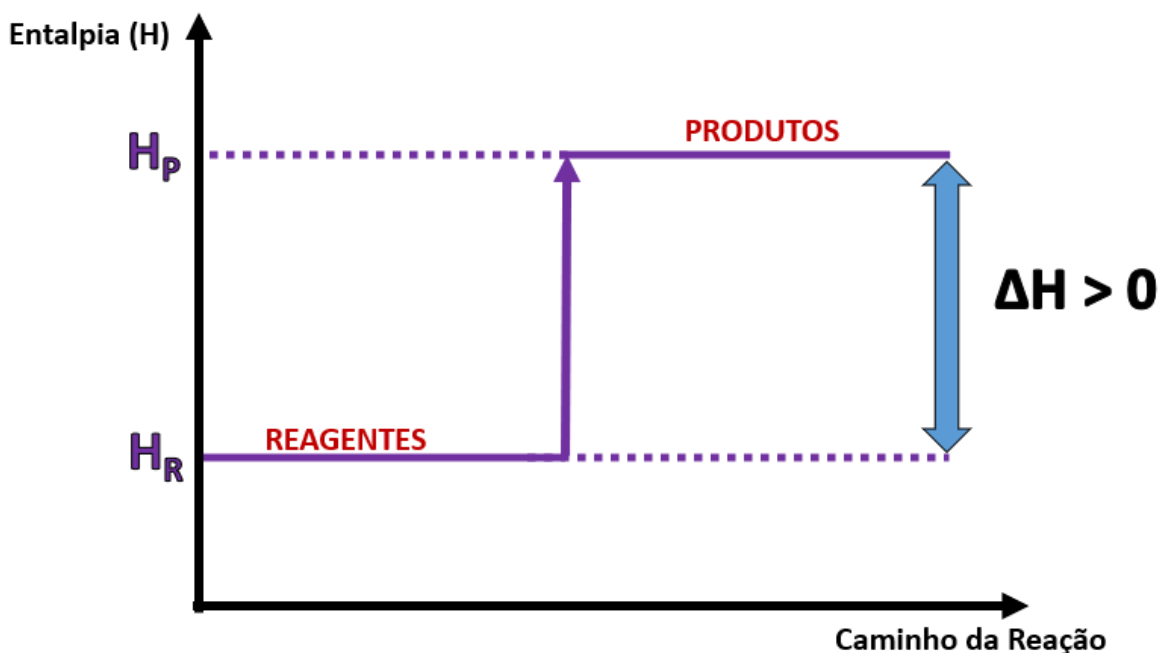 Entalpia (H)
PRODUTOS
HP
ΔH > 0
REAGENTES
HR
Caminho da Reação